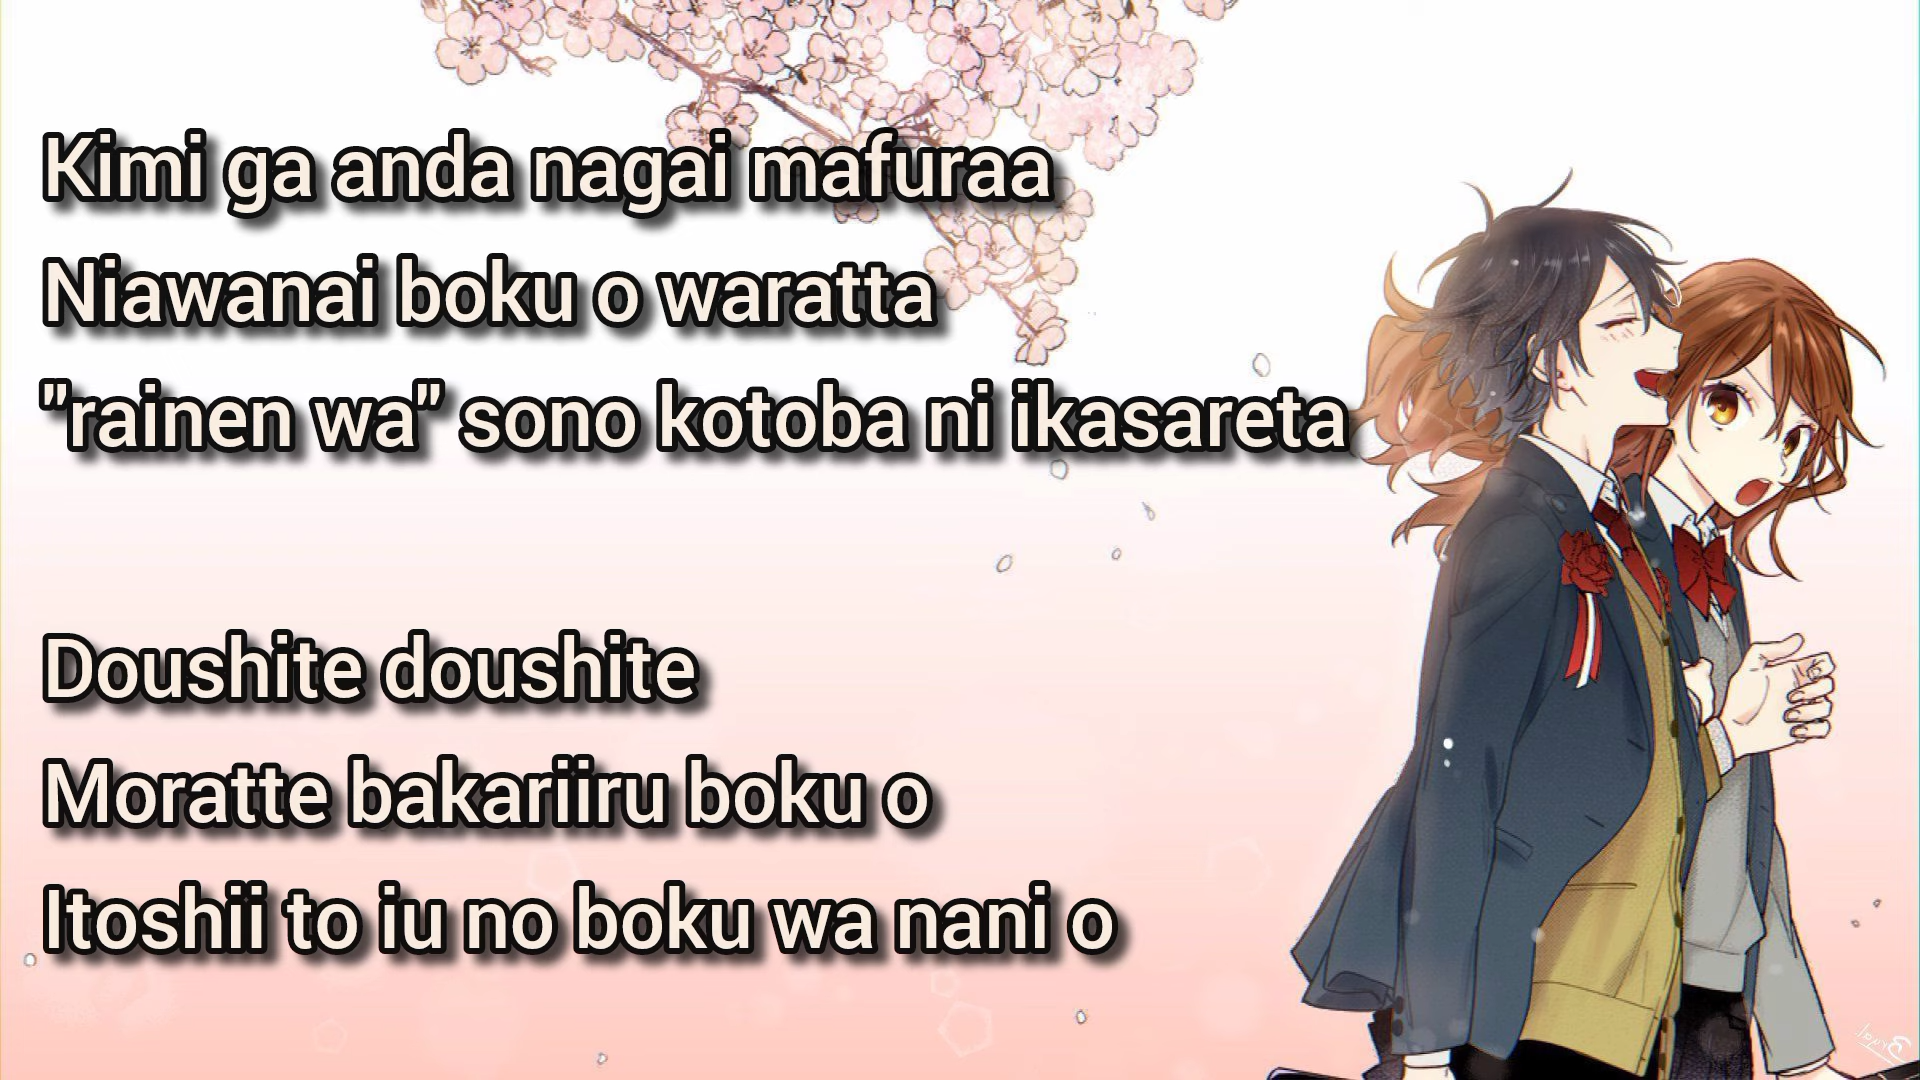 Kimi ga anda nagai mafuraa
Niawanai boku o waratta
"rainen wa" sono kotoba ni ikasareta
Doushite doushite
Moratte bakariiru boku o
Itoshii to iu no boku wa nani o